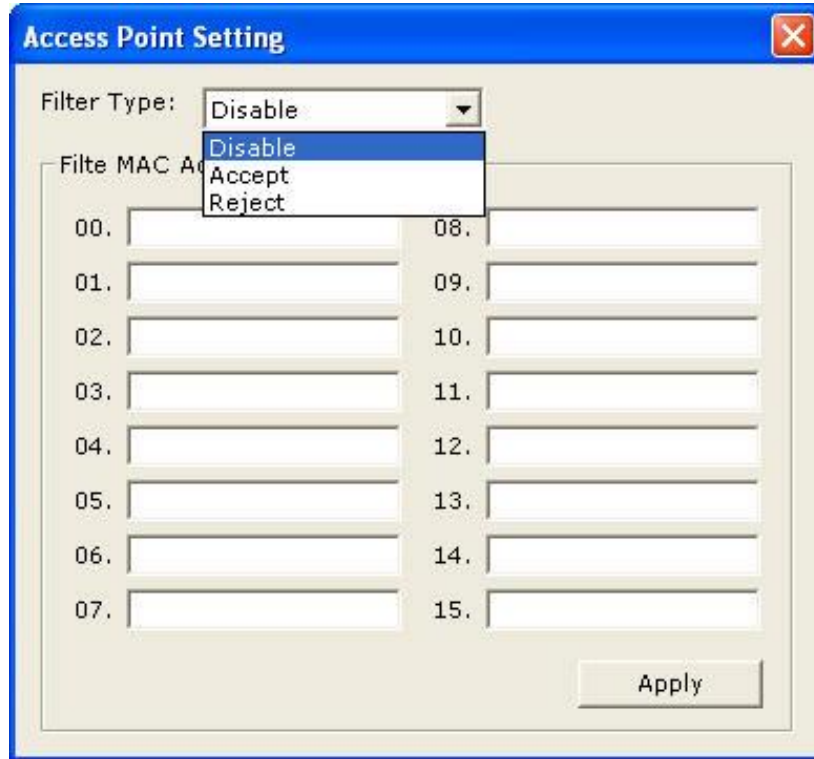 Access Point Setting
Filter Type: Disable
Disable
Accept
Reject
Filte MAC
00.
01.
02.
03.
04.
05.
06.
07.
08.
09.
10.
11.
12.
13.
14.
15.
Apply